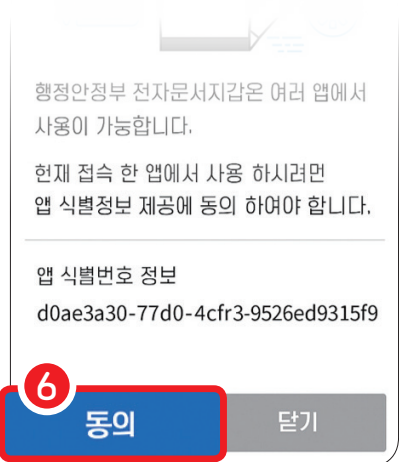 행정안정부 전자문서지갑온 여러 앱에서
사용이 가능합니다.
현재 접속 한 앱에서 사용 하시려먼
앱 식별정보 제공에 동의 하여야 합니다.
앱 식별번호 정보
d0ae3a30-77d0-4cfr3-9526ed9315f9
6
동의
닫기